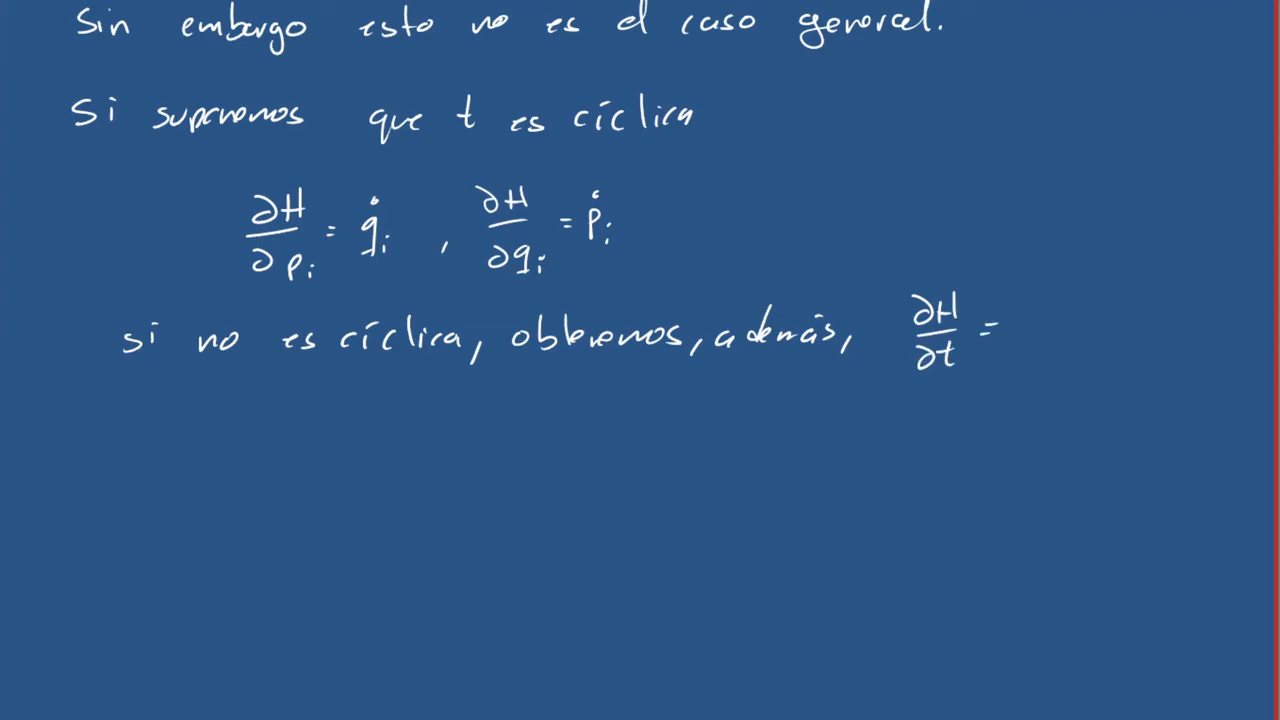 Sin embargo esto no es el caso general.
Si suponemos que t es cíclica
∂H/∂pᵢ = q̇ᵢ , ∂H/∂qᵢ = ṗᵢ
si no es cíclica, obtenemos, además, ∂H/∂t =